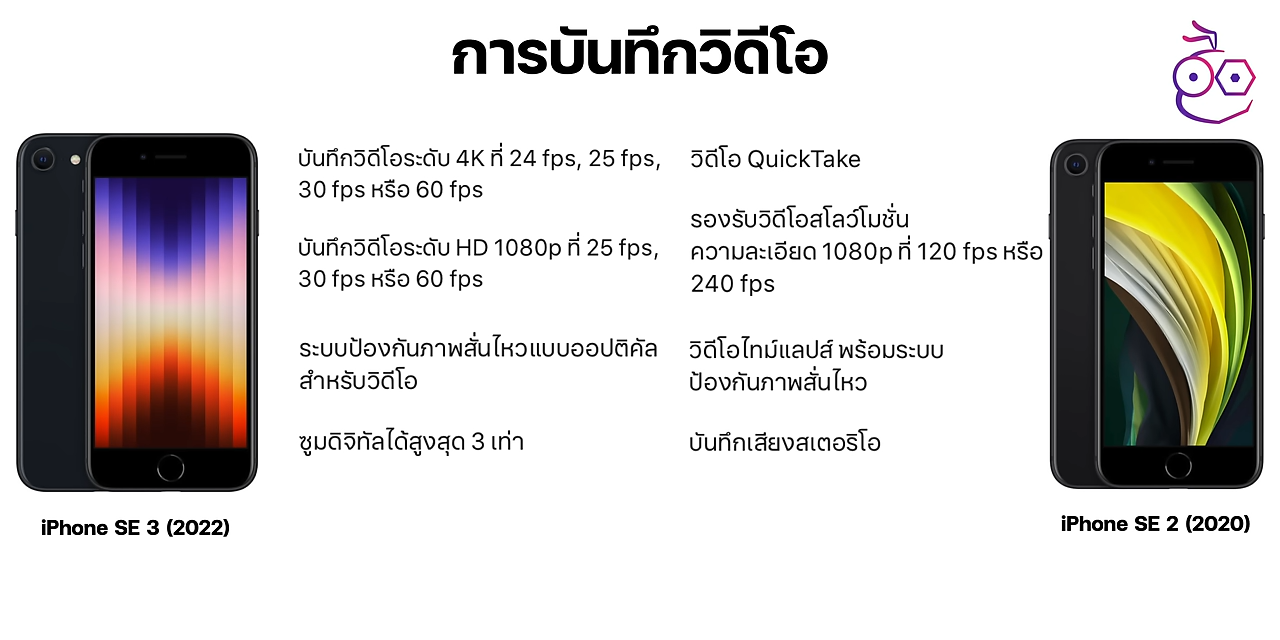 การบันทึกวิดีโอ
บันทึกวิดีโอระดับ 4K ที่ 24 fps, 25 fps,
30 fps หรือ 60 fps
บันทึกวิดีโอระดับ HD 1080p ที่ 25 fps,
30 fps หรือ 60 fps
ระบบป้องกันภาพสั่นไหวแบบออปติคัล
สำหรับวิดีโอ
ซูมดิจิทัลได้สูงสุด 3 เท่า
วิดีโอ QuickTake
รองรับวิดีโอสโลว์โมชั่น
ความละเอียด 1080p ที่ 120 fps หรือ
240 fps
วิดีโอไทม์แลปส์ พร้อมระบบ
ป้องกันภาพสั่นไหว
บันทึกเสียงสเตอริโอ
iPhone SE 3 (2022)
iPhone SE 2 (2020)